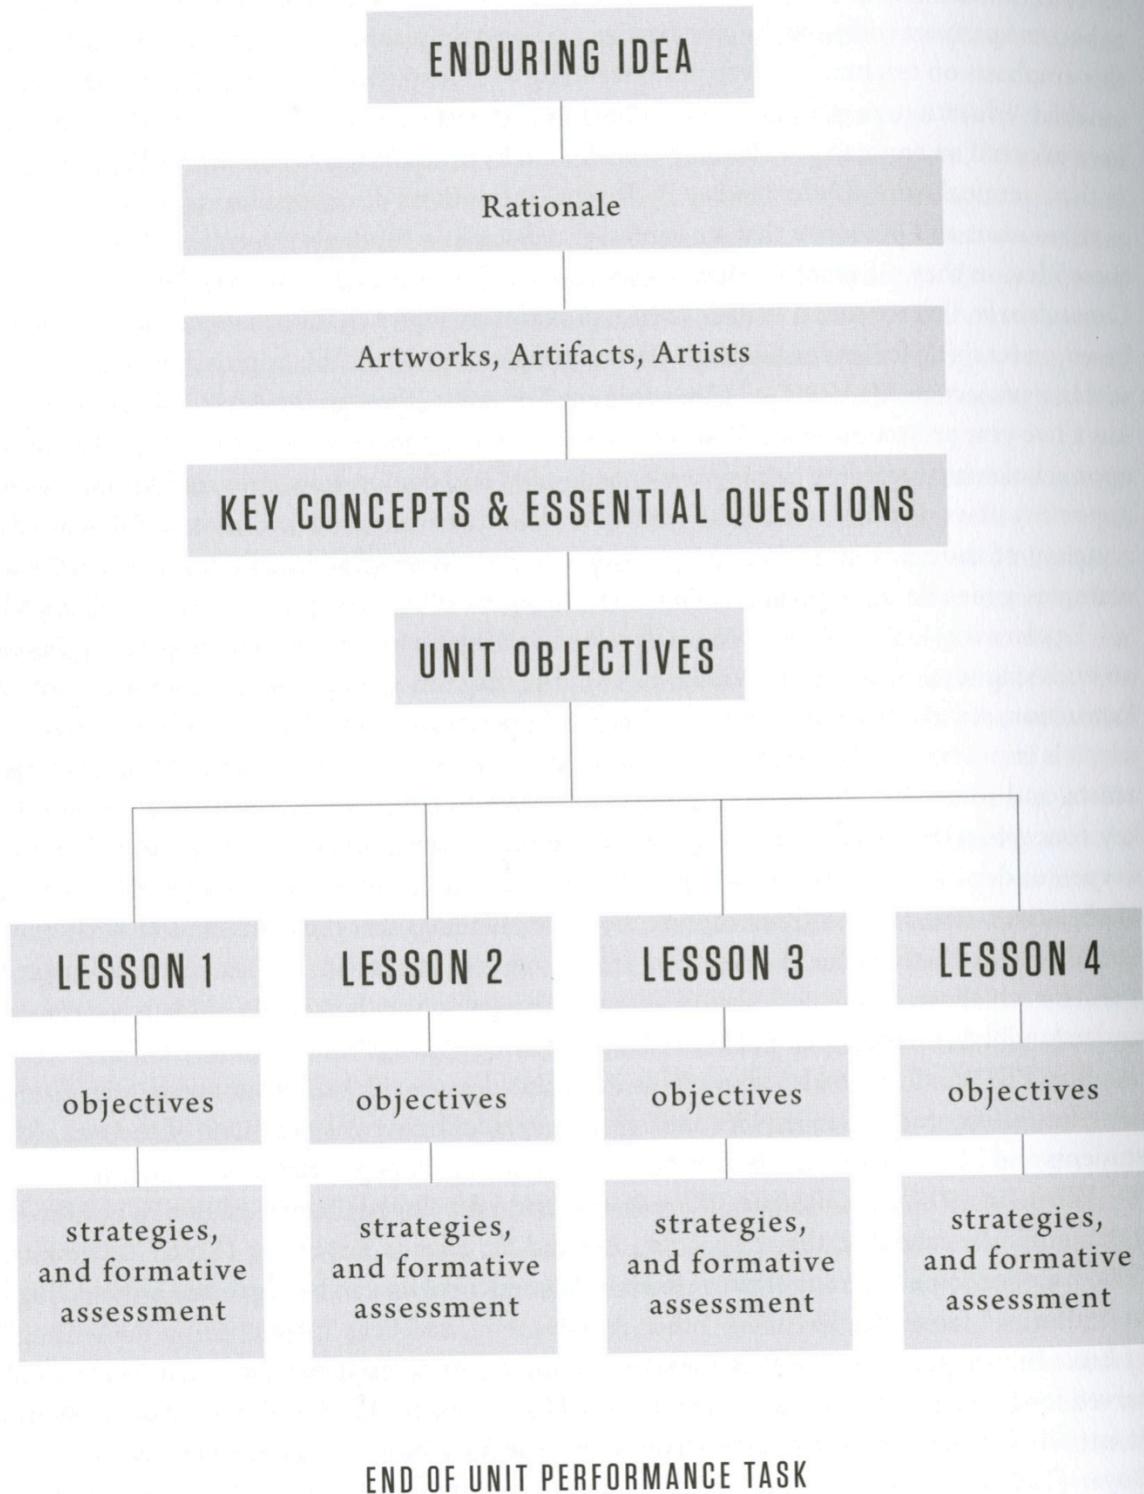 ENDURING IDEA
Rationale
Artworks, Artifacts, Artists
KEY CONCEPTS & ESSENTIAL QUESTIONS
UNIT OBJECTIVES
LESSON 1
LESSON 2
LESSON 3
LESSON 4
objectives
objectives
objectives
objectives
strategies,
and formative
assessment
strategies,
and formative
assessment
strategies,
and formative
assessment
strategies,
and formative
assessment
END OF UNIT PERFORMANCE TASK